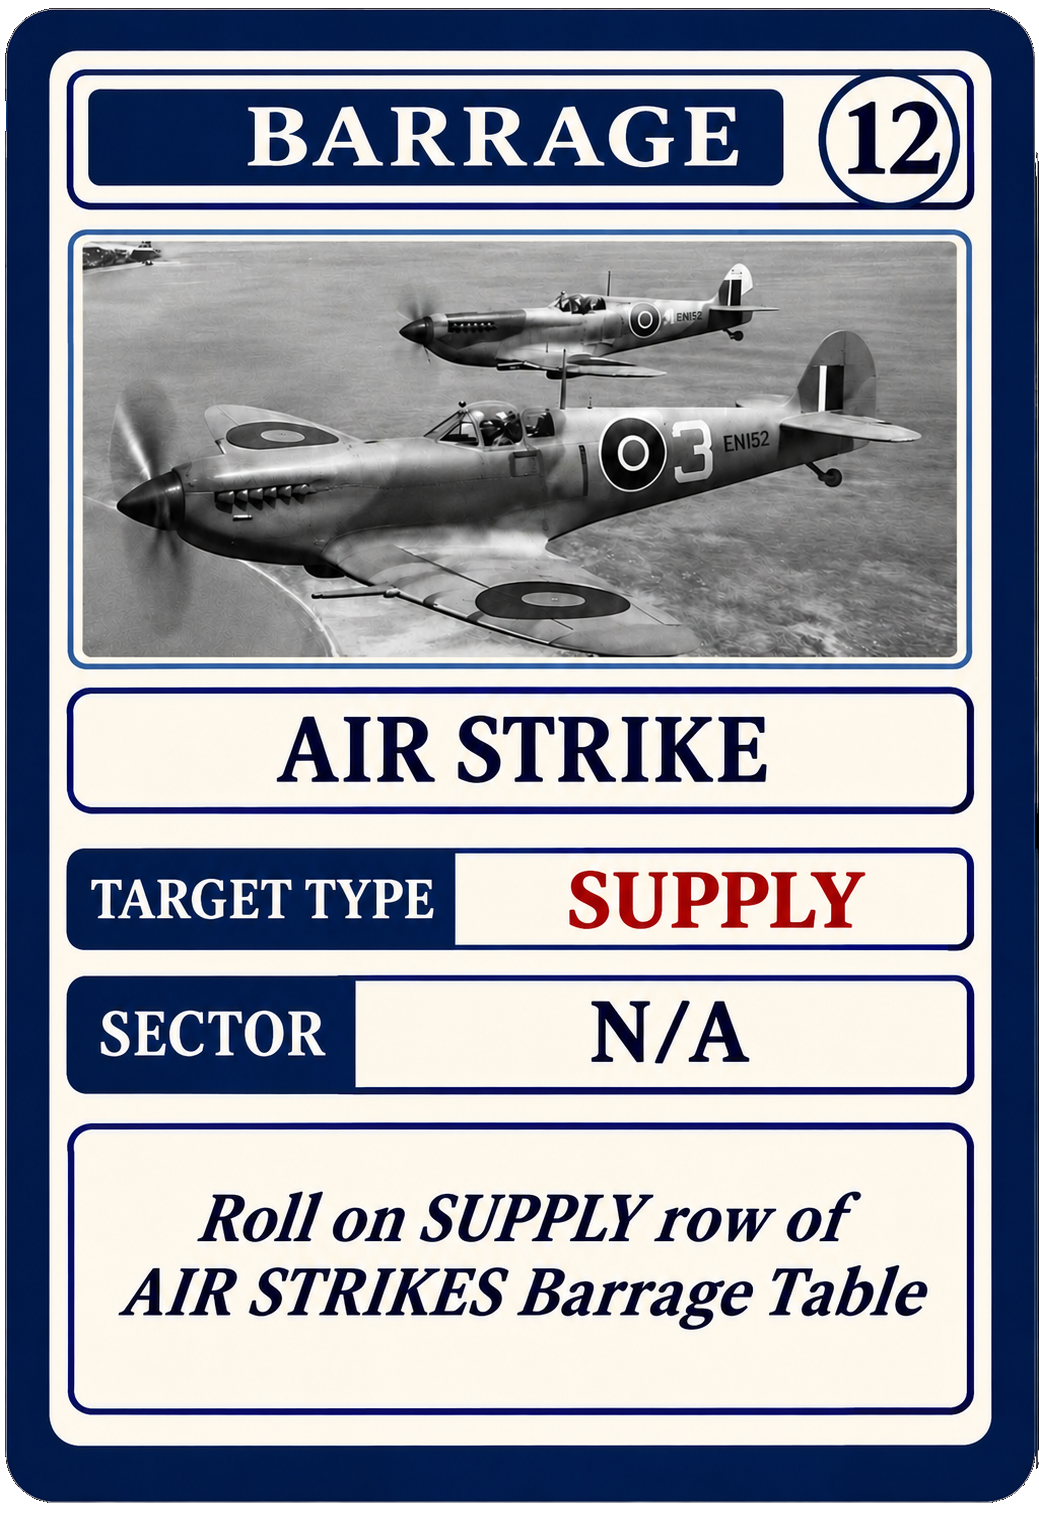 BARRAGE
12
EN152
3 EN152
AIR STRIKE
TARGET TYPE
SUPPLY
SECTOR
N/A
Roll on SUPPLY row of
AIR STRIKES Barrage Table